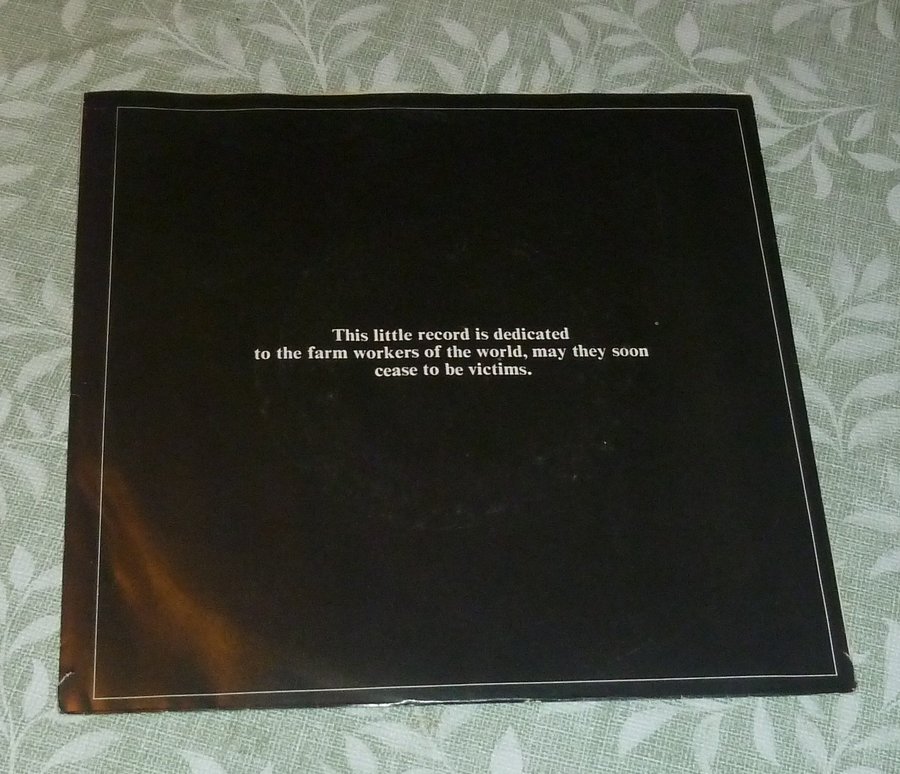 This little record is dedicated
to the farm workers of the world, may they soon
cease to be victims.